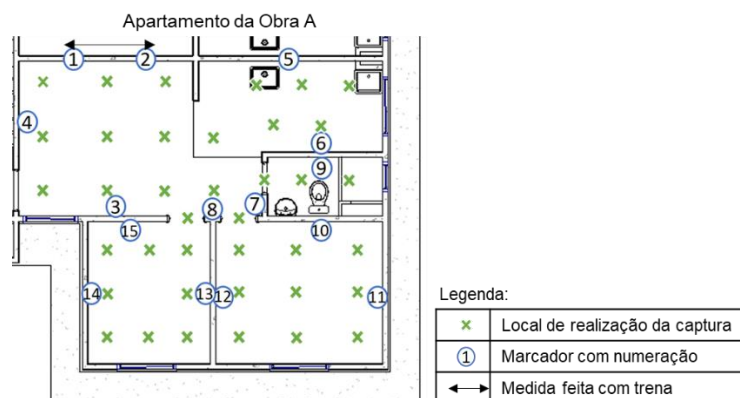 Apartamento da Obra A
1 2 5
4
6
9
3 8 7
15 10
14 13 12 11
Legenda:
Local de realização da captura
1 Marcador com numeração
Medida feita com trena